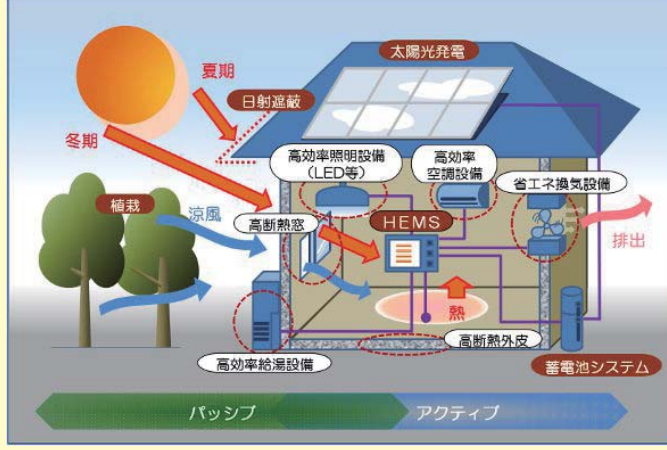 太陽光発電
夏期
日射遮蔽
冬期
高効率照明設備
(LED等)
高効率
空調設備
省エネ換気設備
植栽
涼風
高断熱窓
HEMS
排出
熱
高効率給湯設備
高断熱外皮
蓄電池システム
パッシブ
アクティブ